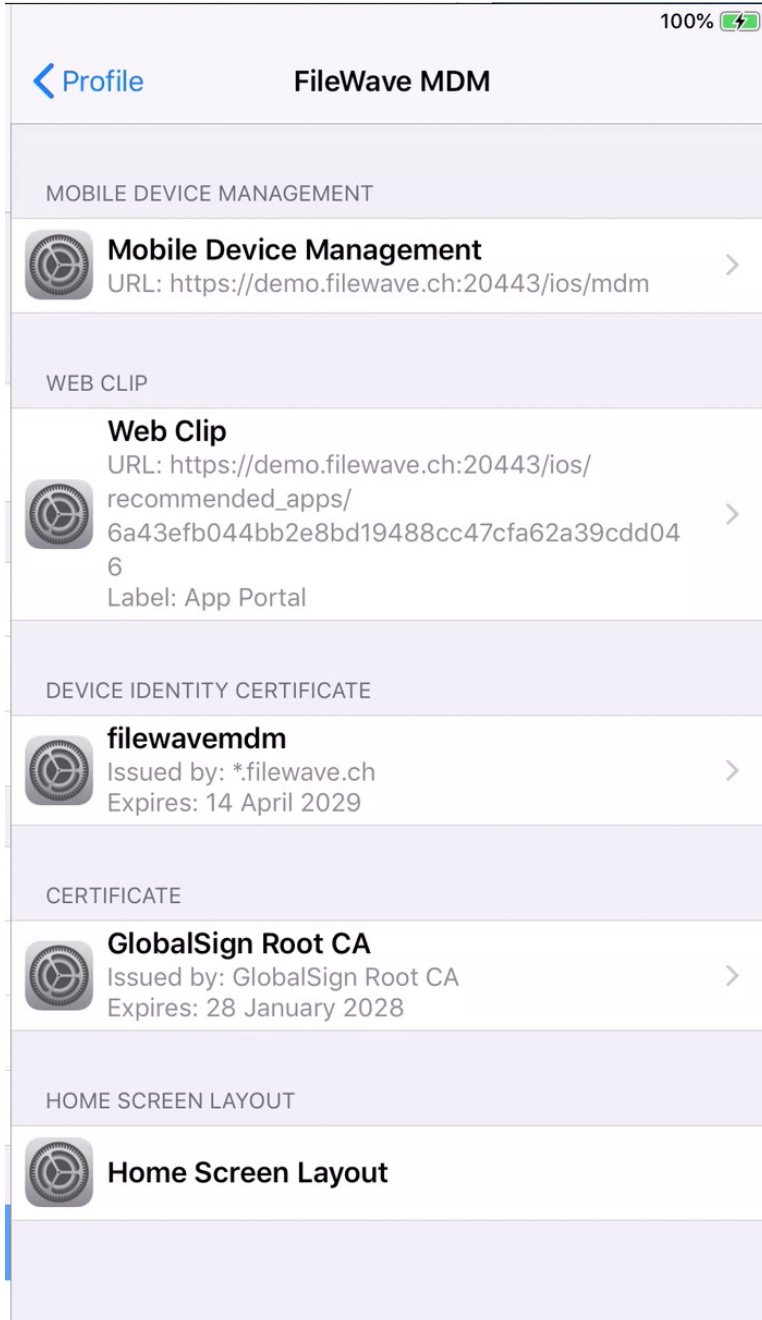 100%
Profile
FileWave MDM
MOBILE DEVICE MANAGEMENT
Mobile Device Management
URL: https://demo.filewave.ch:20443/ios/mdm
WEB CLIP
Web Clip
URL: https://demo.filewave.ch:20443/ios/
recommended_apps/
6a43efb044bb2e8bd19488cc47cfa62a39cdd04
6
Label: App Portal
DEVICE IDENTITY CERTIFICATE
filewavemdm
Issued by: *.filewave.ch
Expires: 14 April 2029
CERTIFICATE
GlobalSign Root CA
Issued by: GlobalSign Root CA
Expires: 28 January 2028
HOME SCREEN LAYOUT
Home Screen Layout